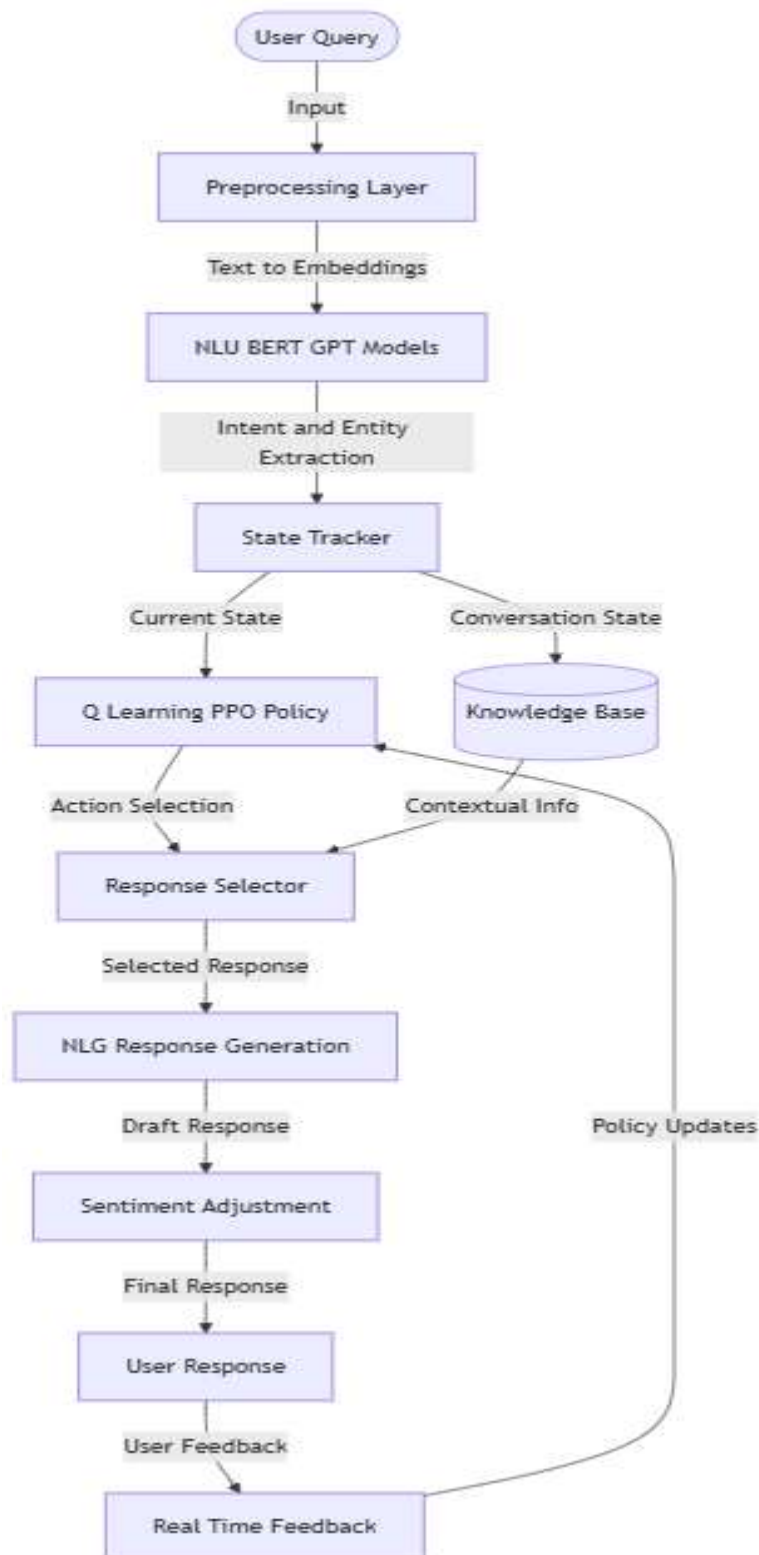 User Query
Input
Preprocessing Layer
Text to Embeddings
NLU BERT GPT Models
Intent and Entity
Extraction
State Tracker
Current State
Conversation State
Q Learning PPO Policy
Knowledge Base
Action Selection
Contextual Info
Response Selector
Selected Response
NLG Response Generation
Draft Response
Policy Updates
Sentiment Adjustment
Final Response
User Response
User Feedback
Real Time Feedback